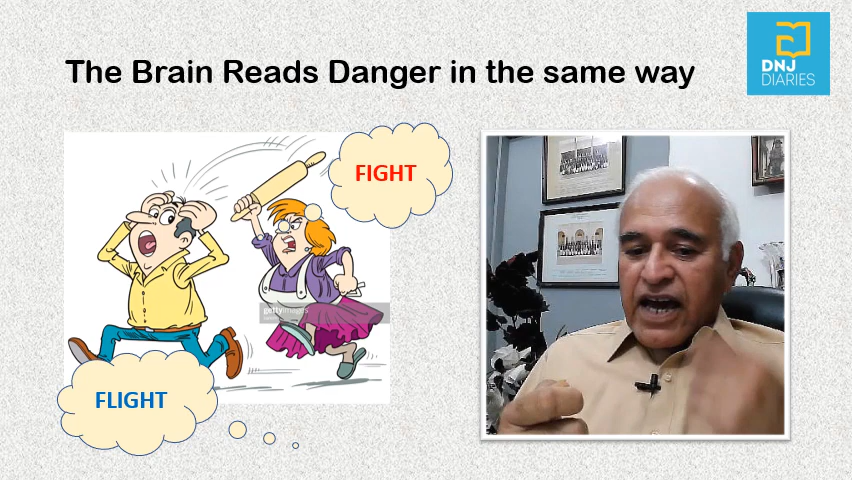 The Brain Reads Danger in the same way
DNJ
DIARIES
FIGHT
gettyimages
FLIGHT